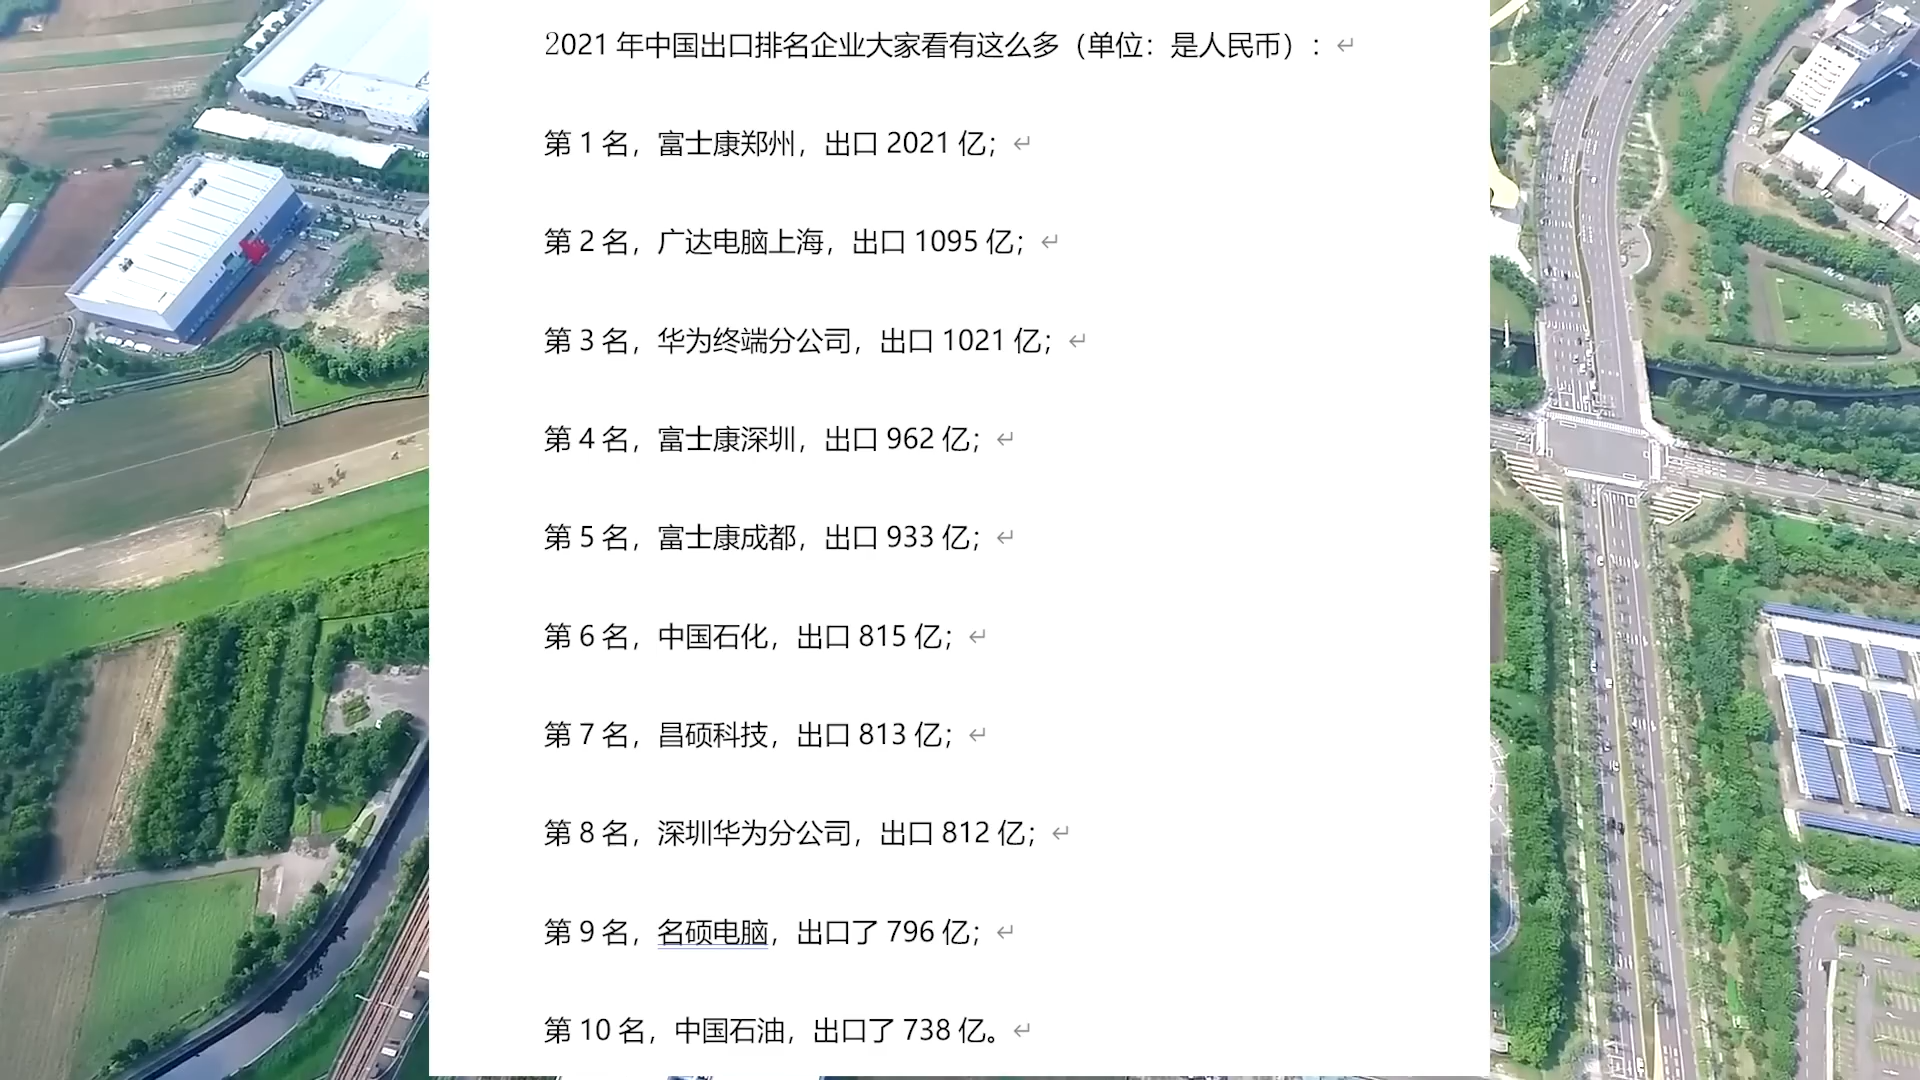 2021 年中国出口排名企业大家看有这么多（单位：是人民币）：
第 1 名，富士康郑州，出口 2021 亿；
第 2 名，广达电脑上海，出口 1095 亿；
第 3 名，华为终端分公司，出口 1021 亿；
第 4 名，富士康深圳，出口 962 亿；
第 5 名，富士康成都，出口 933 亿；
第 6 名，中国石化，出口 815 亿；
第 7 名，昌硕科技，出口 813 亿；
第 8 名，深圳华为分公司，出口 812 亿；
第 9 名，名硕电脑，出口了 796 亿；
第 10 名，中国石油，出口了 738 亿。